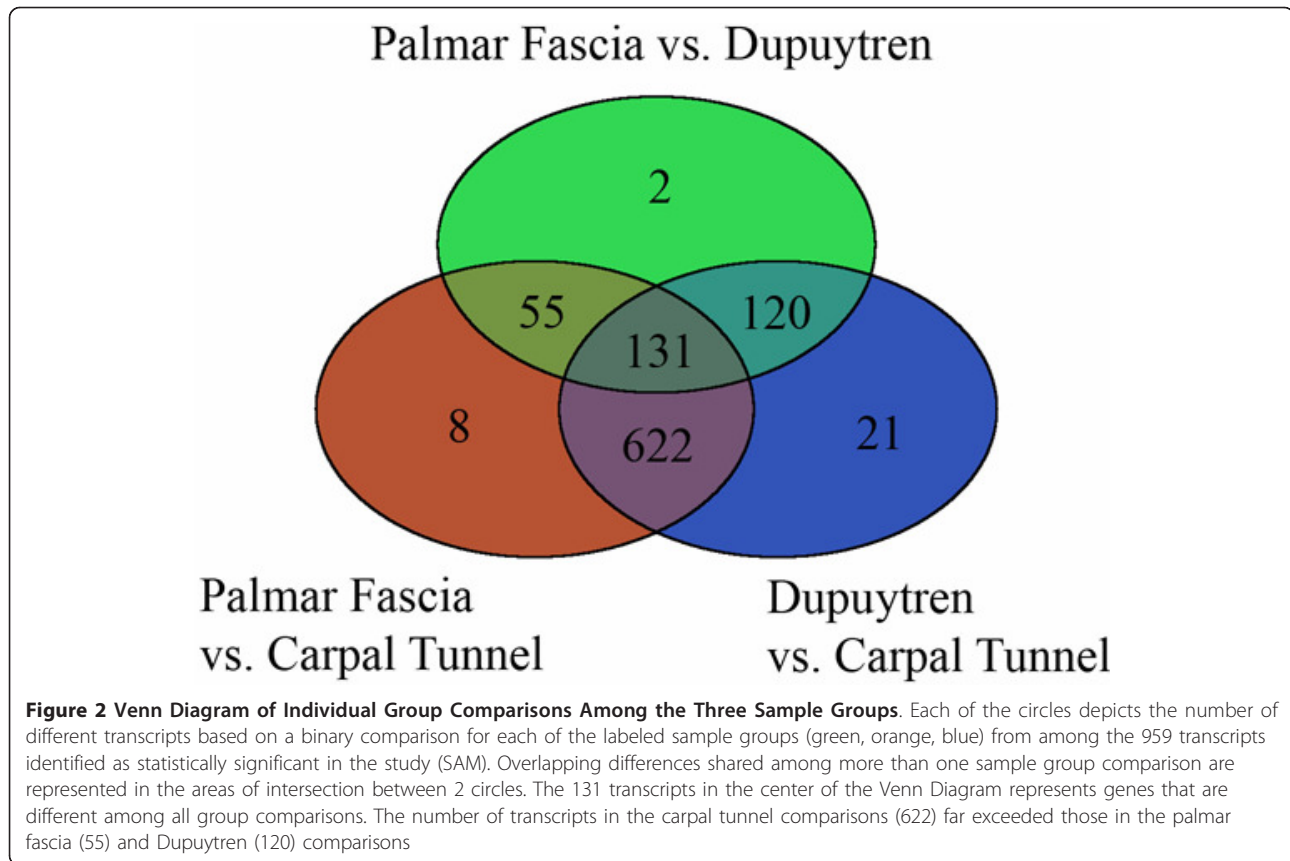 Palmar Fascia vs. Dupuytren
2
55
120
131
8
622
21
Palmar Fascia
vs. Carpal Tunnel
Dupuytren
vs. Carpal Tunnel
Figure 2 Venn Diagram of Individual Group Comparisons Among the Three Sample Groups. Each of the circles depicts the number of
different transcripts based on a binary comparison for each of the labeled sample groups (green, orange, blue) from among the 959 transcripts
identified as statistically significant in the study (SAM). Overlapping differences shared among more than one sample group comparison are
represented in the areas of intersection between 2 circles. The 131 transcripts in the center of the Venn Diagram represents genes that are
different among all group comparisons. The number of transcripts in the carpal tunnel comparisons (622) far exceeded those in the palmar
fascia (55) and Dupuytren (120) comparisons